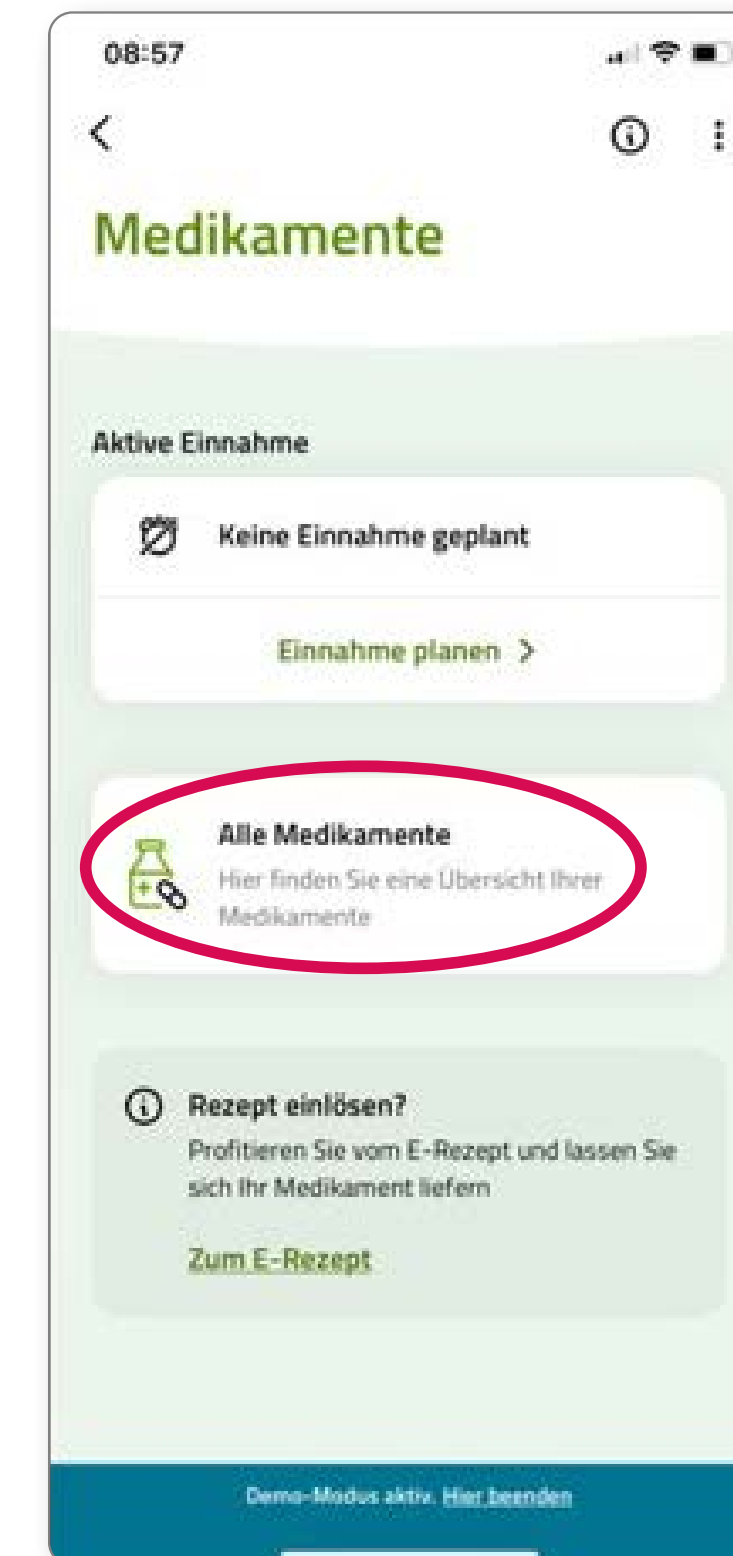 08:57
Medikamente
Aktive Einnahme
Keine Einnahme geplant
Einnahme planen >
Alle Medikamente
Hier finden Sie eine Übersicht Ihrer
Medikamente
Rezept einlösen?
Profitieren Sie vom E-Rezept und lassen Sie
sich Ihr Medikament liefern
Zum E-Rezept
Demo-Modus aktiv. Hier beenden